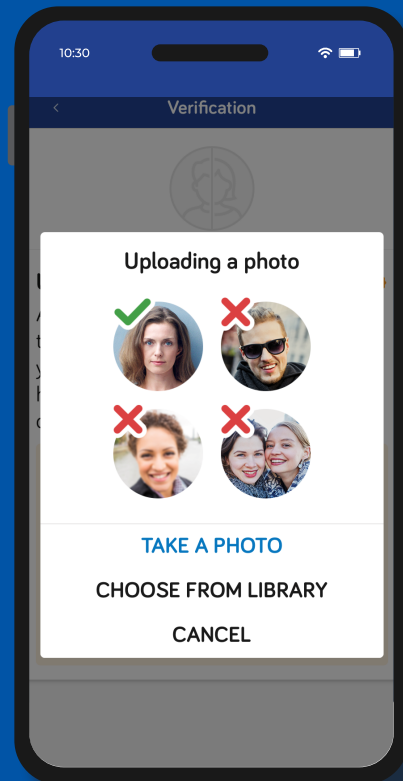 10:30
Verification
Uploading a photo
TAKE A PHOTO
CHOOSE FROM LIBRARY
CANCEL